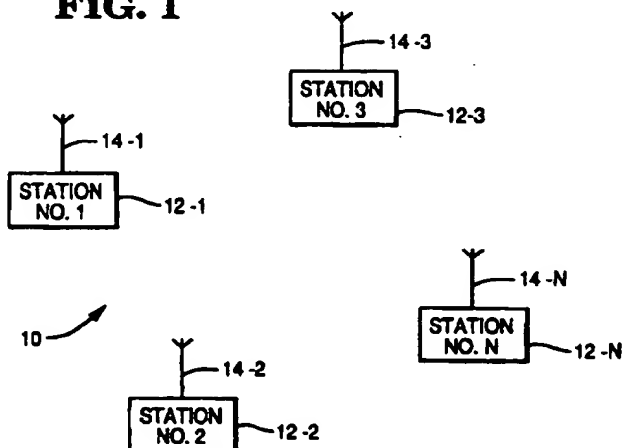 FIG. 1
14-3
STATION
NO. 3
12-3
14-1
STATION
NO. 1
12-1
14-N
STATION
NO. N
12-N
10
14-2
STATION
NO. 2
12-2